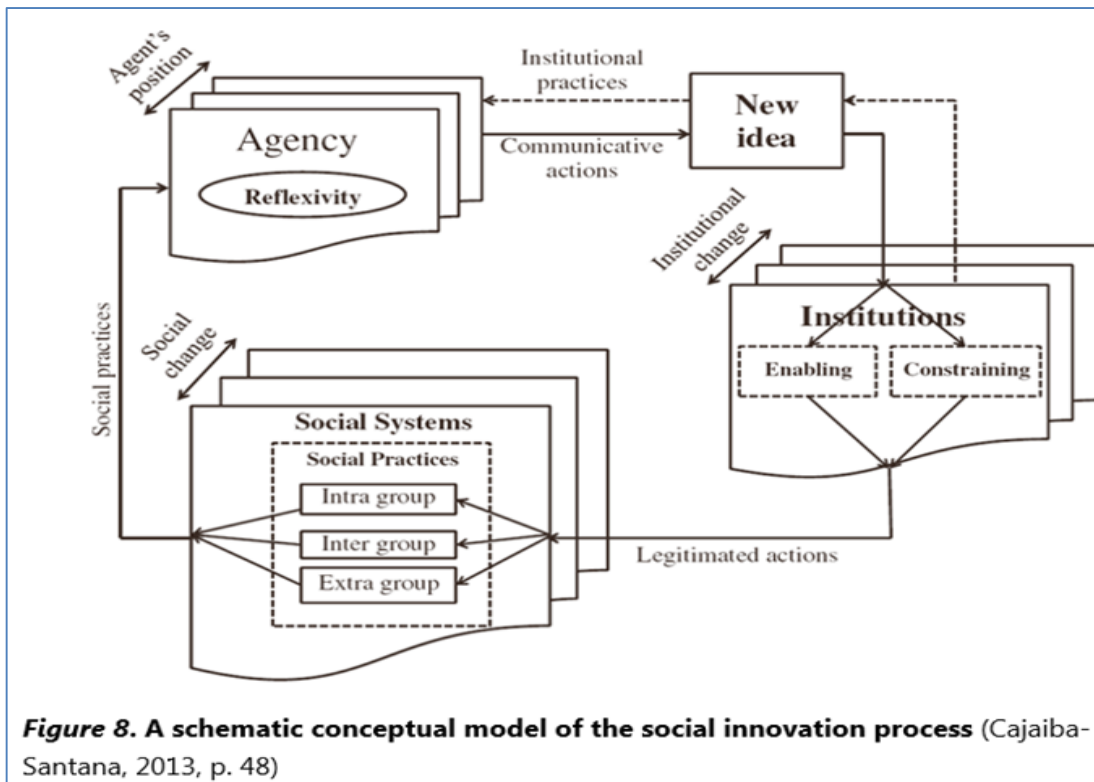 Agent's
position
Institutional
practices
New
idea
Agency
Communicative
actions
Reflexivity
Institutional
change
Social practices
Social
change
Institutions
Enabling
Constraining
Social Systems
Social Practices
Intra group
Inter group
Extra group
Legitimated actions
Figure 8. A schematic conceptual model of the social innovation process (Cajaiba-
Santana, 2013, p. 48)